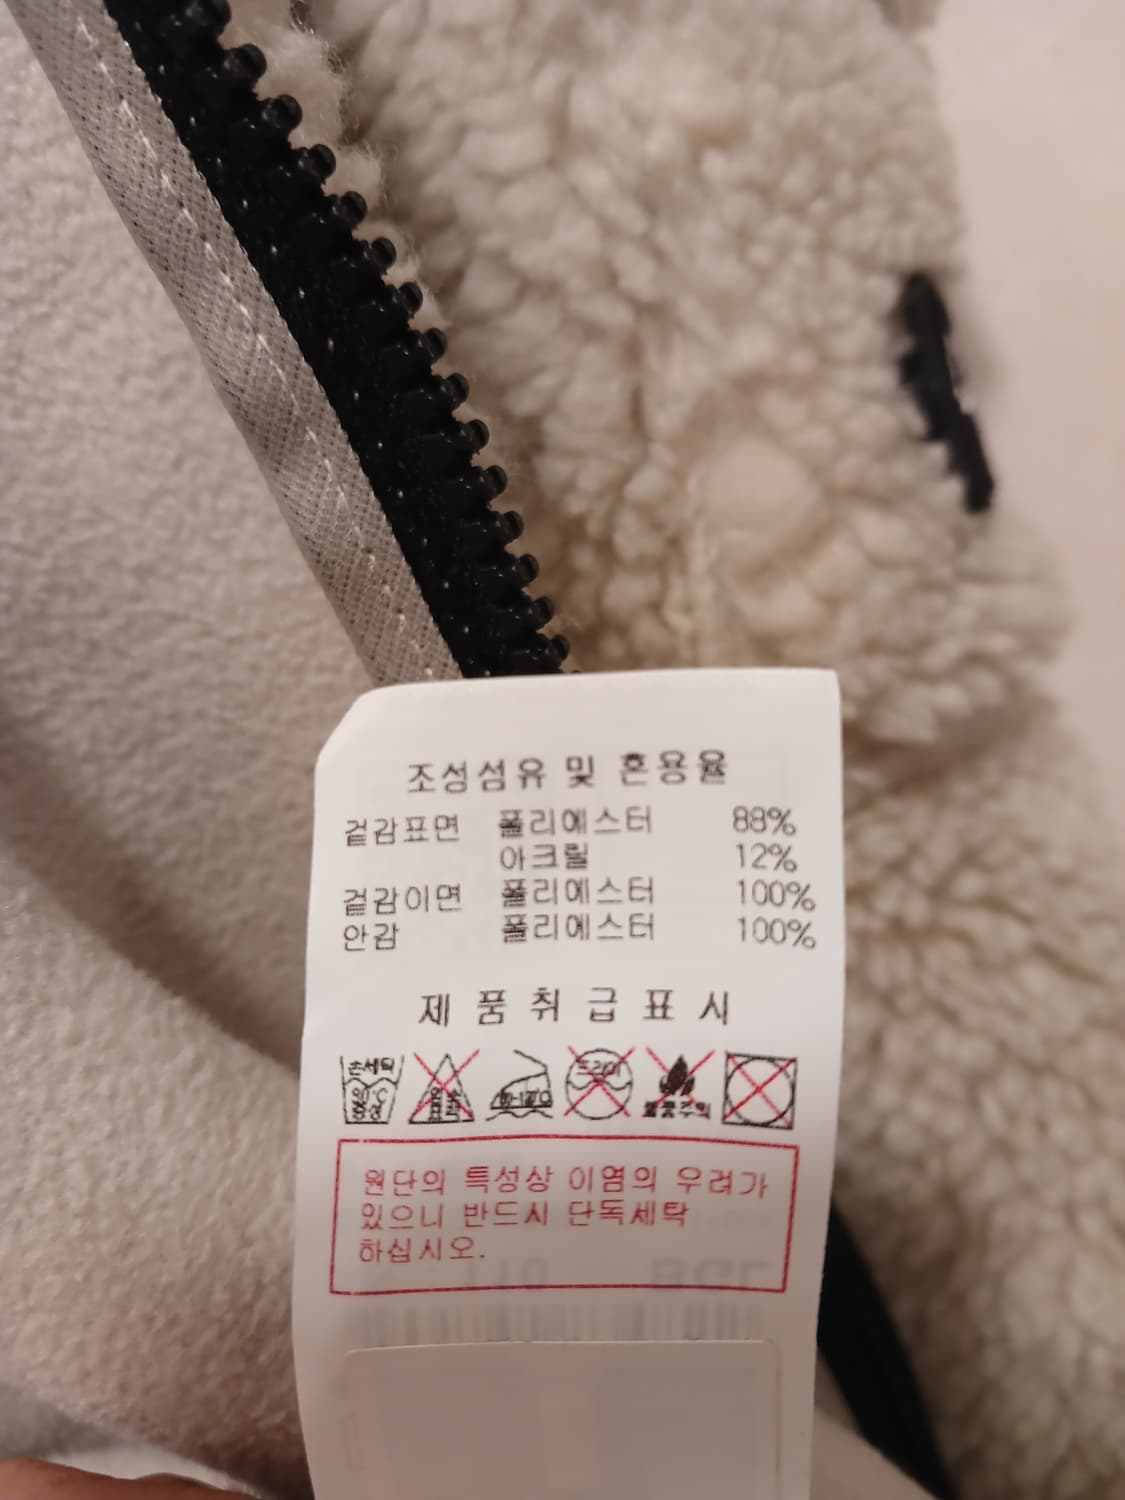 조성섬유 및 혼용율
겉감표면 폴리에스터 88%
아크릴 12%
겉감이면 폴리에스터 100%
안감 폴리에스터 100%
제품취급표시
손세탁
드라이
불꽃주의
원단의 특성상 이염의 우려가
있으니 반드시 단독세탁
하십시오.